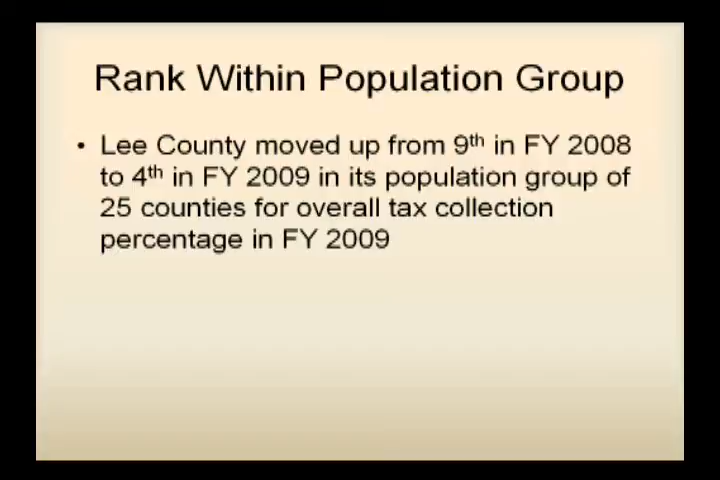 Rank Within Population Group
• Lee County moved up from 9th in FY 2008
to 4th in FY 2009 in its population group of
25 counties for overall tax collection
percentage in FY 2009